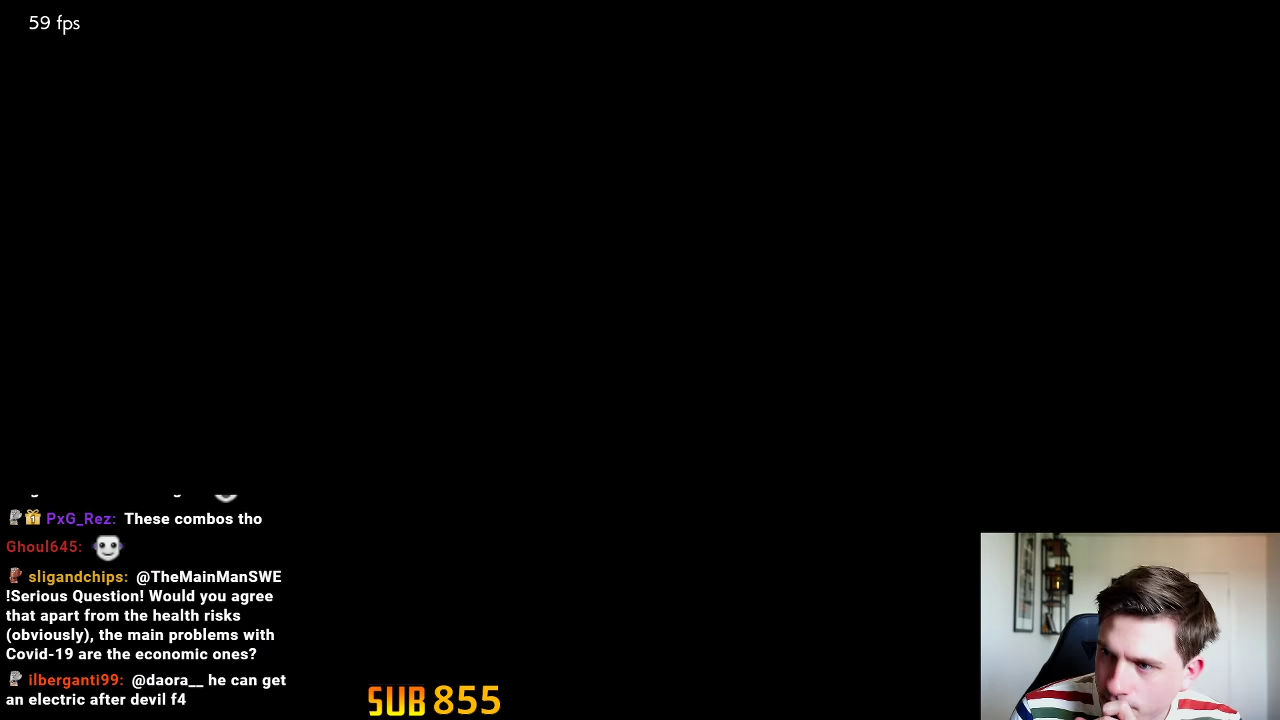 59 fps
PxG_Rez: These combos tho
Ghoul645:
sligandchips: @TheMainManSWE
!Serious Question! Would you agree
that apart from the health risks
(obviously), the main problems with
Covid-19 are the economic ones?
ilberganti99: @daora__ he can get
an electric after devil f4
SUB 855